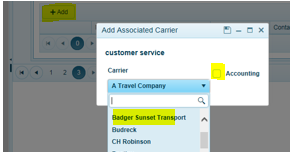 + Add
Add Associated Carrier
customer service
Conta
0
Carrier
Accounting
A Travel Company
1 2 3
Badger Sunset Transport
Budreck
CH Robinson